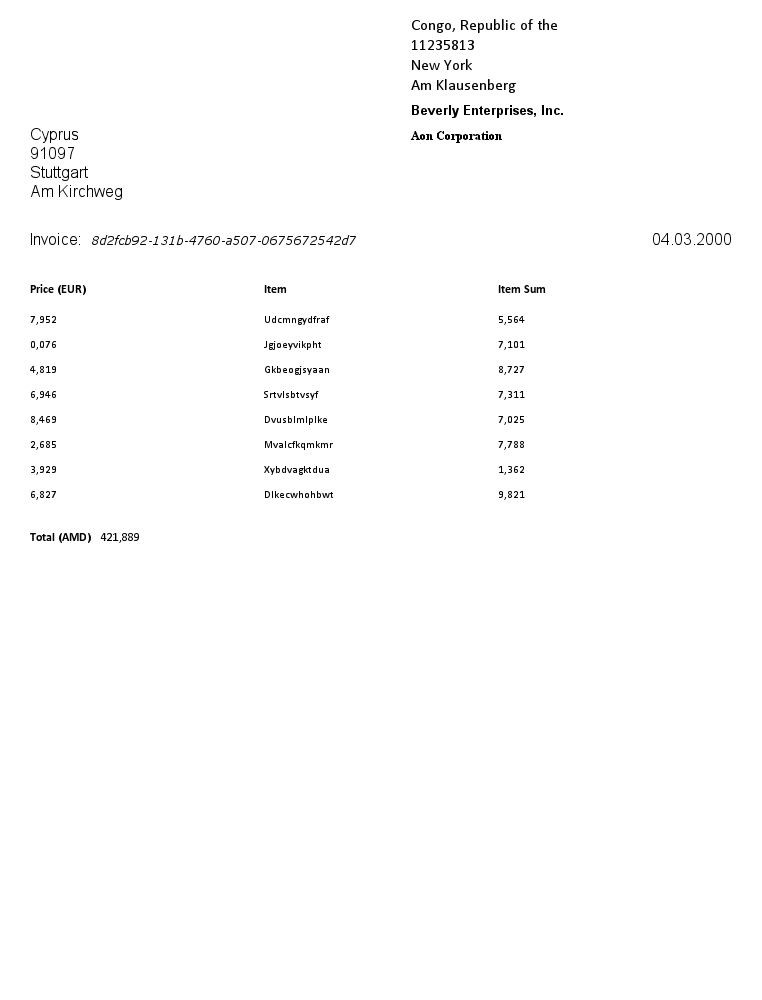 Congo, Republic of the
11235813
New York
Am Klausenberg
Beverly Enterprises, Inc.
Aon Corporation
Cyprus
91097
Stuttgart
Am Kirchweg
Invoice: 8d2fcb92-131b-4760-a507-0675672542d7 04.03.2000
Price (EUR) Item Item Sum
7,952 Udcmngydfraf 5,564
0,076 Jgjoeyvikpht 7,101
4,819 Gkbeogjsyaan 8,727
6,946 Srtvlsbtvsyf 7,311
8,469 Dvusblmlplke 7,025
2,685 Mvalcfkqmkmr 7,788
3,929 Xybdvagktdua 1,362
6,827 Dlkecwhohbwt 9,821
Total (AMD) 421,889